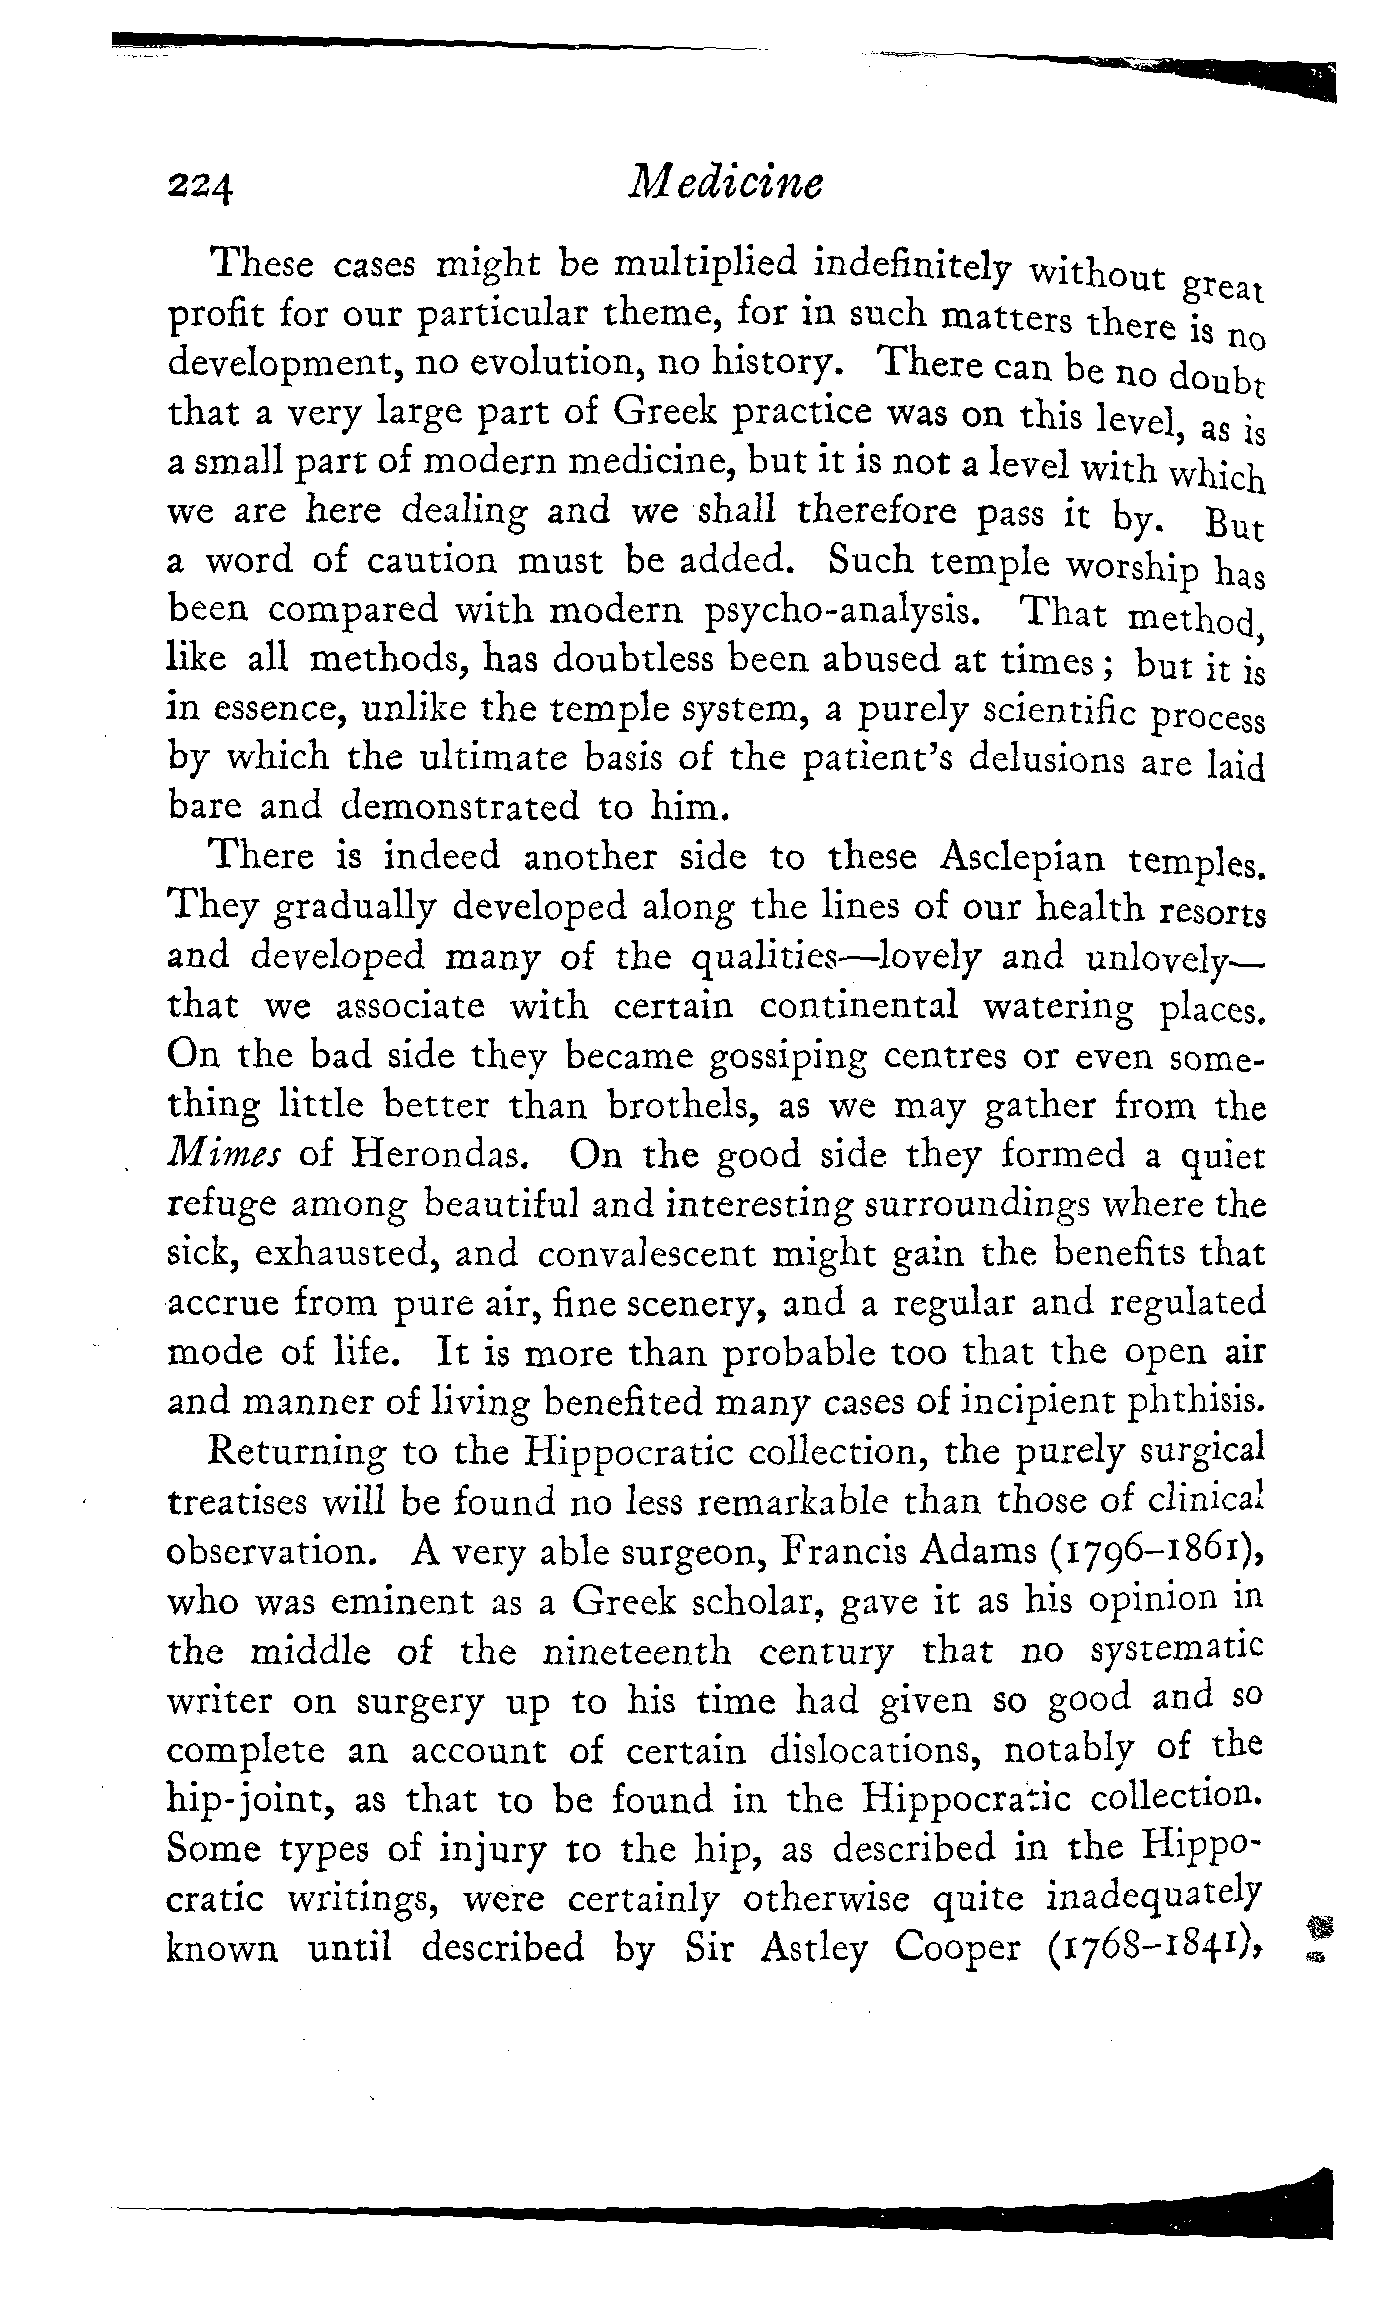 224 Medicine
These cases might be multiplied indefinitely without great
profit for our particular theme, for in such matters there is no
development, no evolution, no history. There can be no doubt
that a very large part of Greek practice was on this level, as is
a small part of modern medicine, but it is not a level with which
we are here dealing and we shall therefore pass it by. But
a word of caution must be added. Such temple worship has
been compared with modern psycho-analysis. That method,
like all methods, has doubtless been abused at times; but it is
in essence, unlike the temple system, a purely scientific process
by which the ultimate basis of the patient's delusions are laid
bare and demonstrated to him.
There is indeed another side to these Asclepian temples.
They gradually developed along the lines of our health resorts
and developed many of the qualities—lovely and unlovely—
that we associate with certain continental watering places.
On the bad side they became gossiping centres or even some-
thing little better than brothels, as we may gather from the
Mimes of Herondas. On the good side they formed a quiet
refuge among beautiful and interesting surroundings where the
sick, exhausted, and convalescent might gain the benefits that
accrue from pure air, fine scenery, and a regular and regulated
mode of life. It is more than probable too that the open air
and manner of living benefited many cases of incipient phthisis.
Returning to the Hippocratic collection, the purely surgical
treatises will be found no less remarkable than those of clinical
observation. A very able surgeon, Francis Adams (1796–1861),
who was eminent as a Greek scholar, gave it as his opinion in
the middle of the nineteenth century that no systematic
writer on surgery up to his time had given so good and so
complete an account of certain dislocations, notably of the
hip-joint, as that to be found in the Hippocratic collection.
Some types of injury to the hip, as described in the Hippo-
cratic writings, were certainly otherwise quite inadequately
known until described by Sir Astley Cooper (1768–1841),